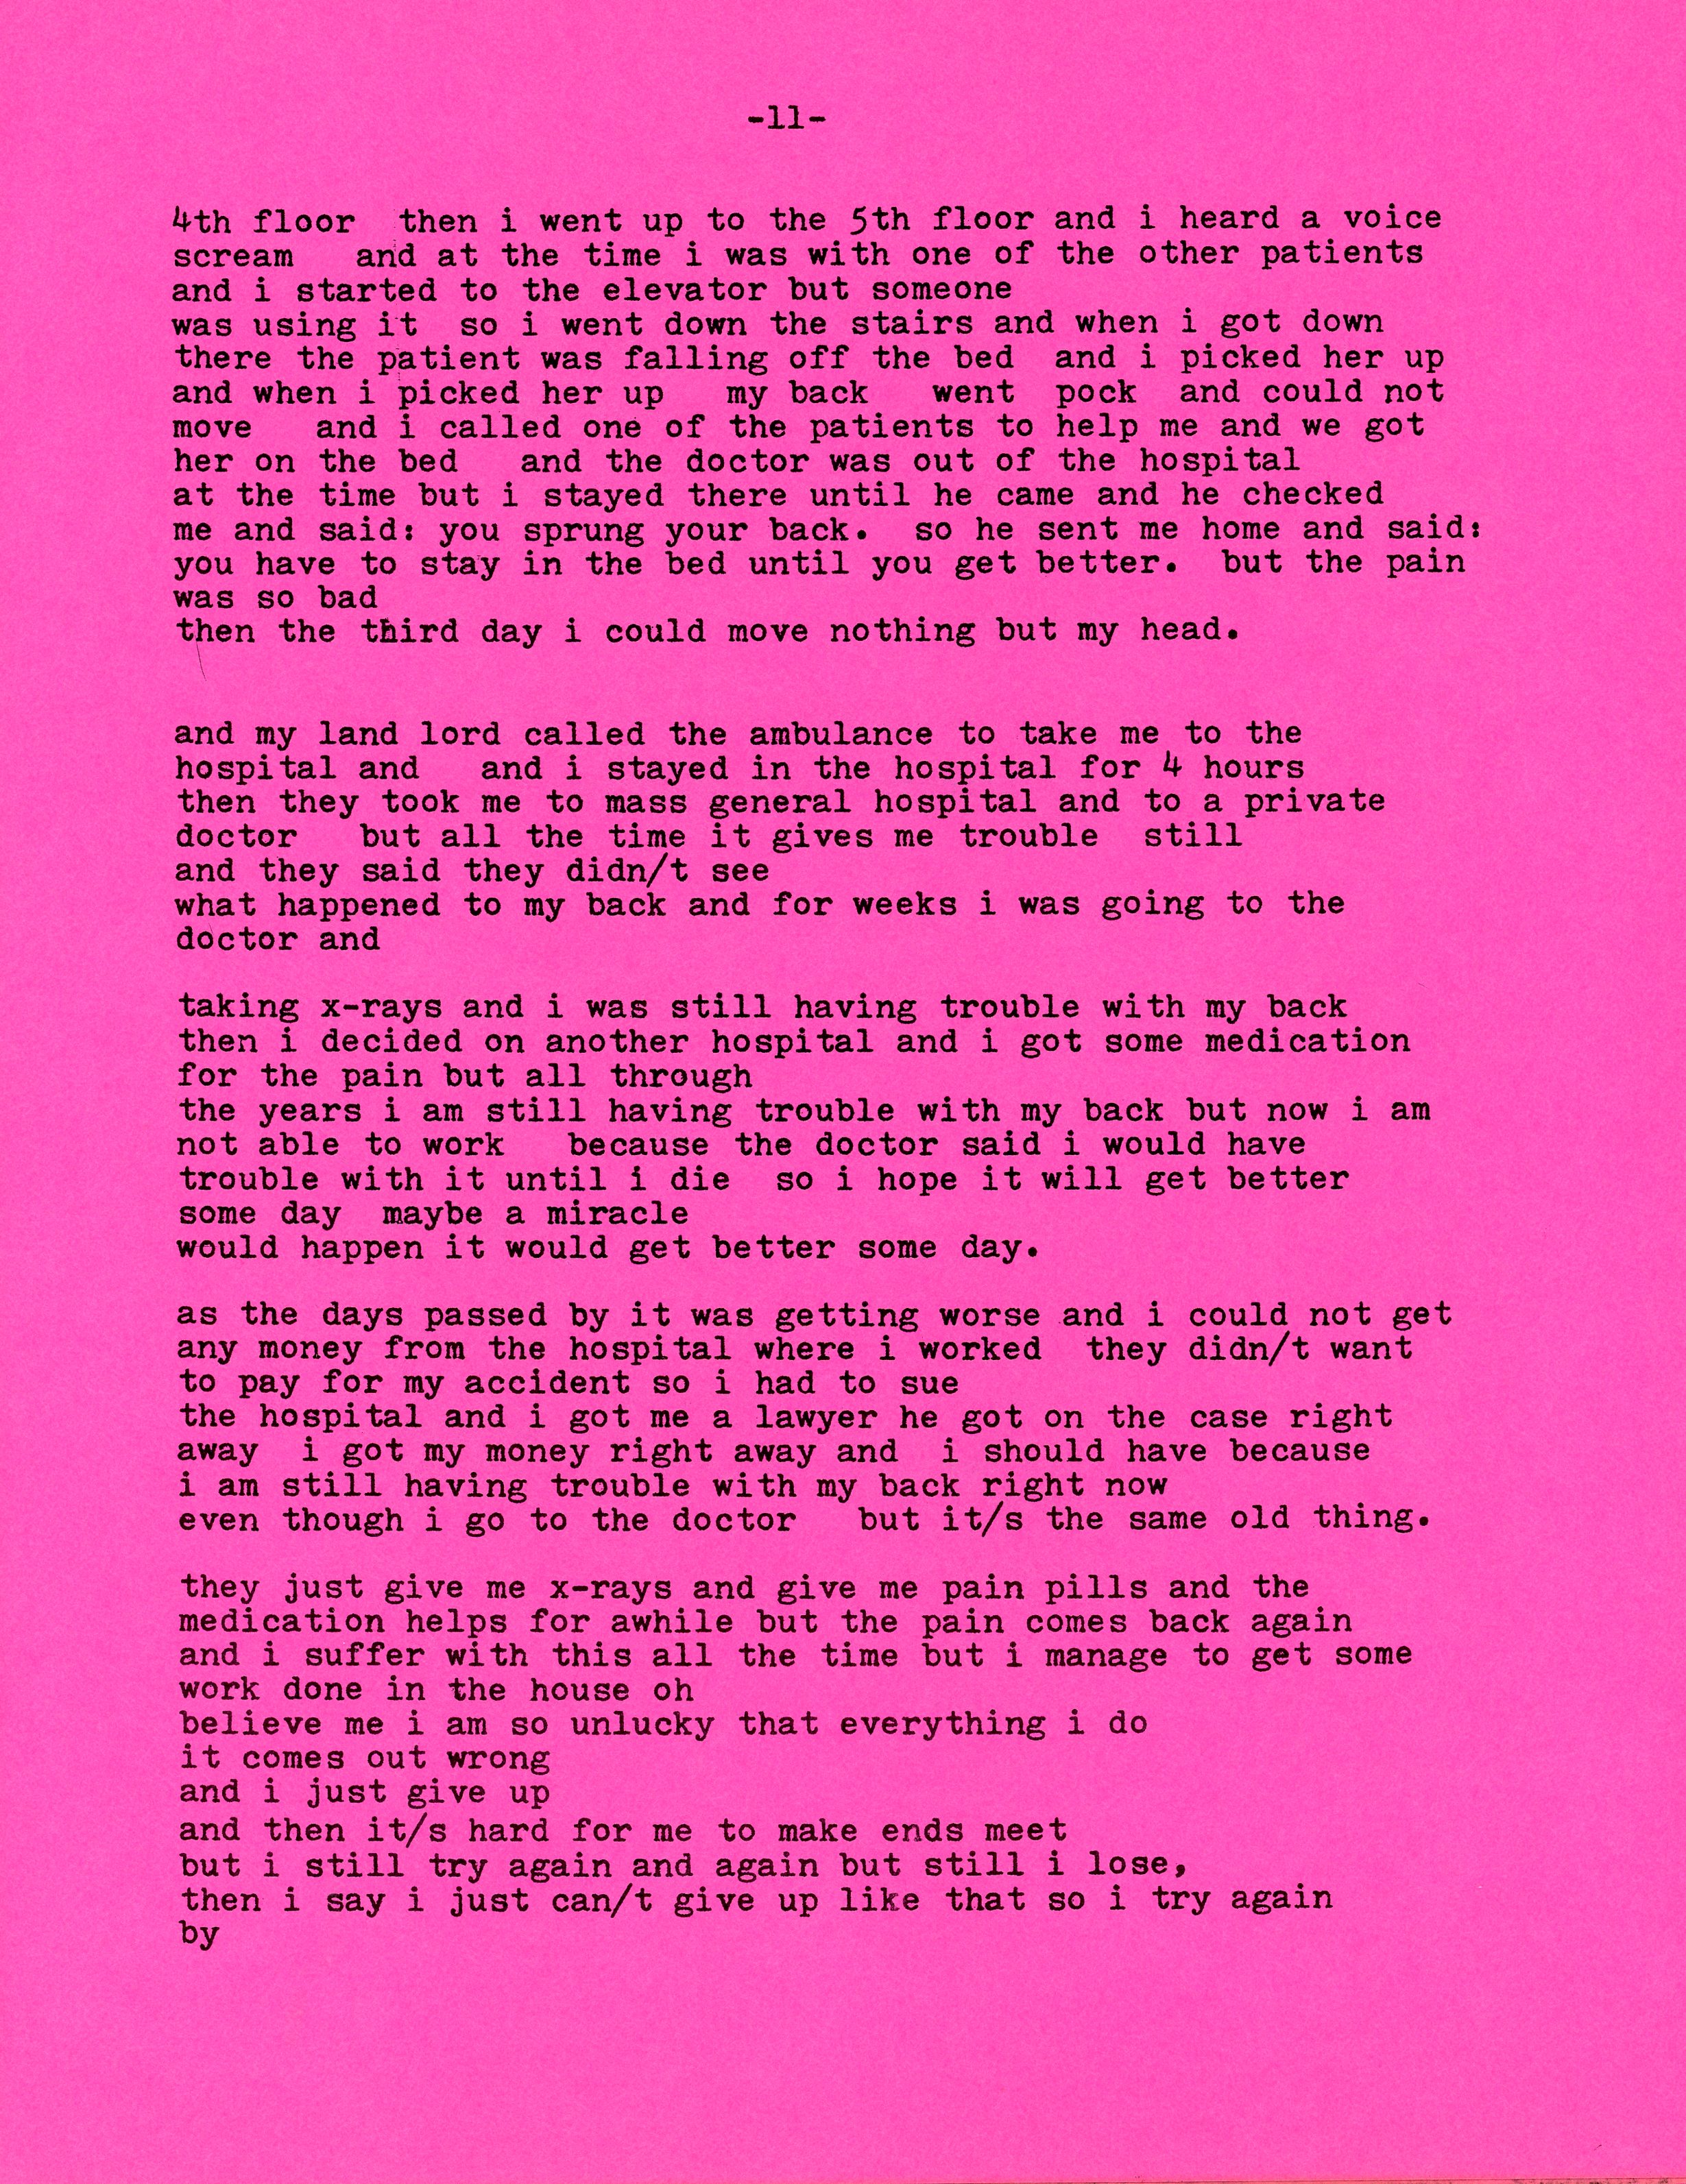 -11-
4th floor  then i went up to the 5th floor and i heard a voice
scream   and at the time i was with one of the other patients
and i started to the elevator but someone
was using it  so i went down the stairs and when i got down
there the patient was falling off the bed  and i picked her up
and when i picked her up   my back   went  pock  and could not
move   and i called one of the patients to help me and we got
her on the bed   and the doctor was out of the hospital
at the time but i stayed there until he came and he checked
me and said: you sprung your back.  so he sent me home and said:
you have to stay in the bed until you get better.  but the pain
was so bad
then the third day i could move nothing but my head.
and my land lord called the ambulance to take me to the
hospital and   and i stayed in the hospital for 4 hours
then they took me to mass general hospital and to a private
doctor   but all the time it gives me trouble  still
and they said they didn/t see
what happened to my back and for weeks i was going to the
doctor and
taking x-rays and i was still having trouble with my back
then i decided on another hospital and i got some medication
for the pain but all through
the years i am still having trouble with my back but now i am
not able to work   because the doctor said i would have
trouble with it until i die  so i hope it will get better
some day  maybe a miracle
would happen it would get better some day.
as the days passed by it was getting worse and i could not get
any money from the hospital where i worked  they didn/t want
to pay for my accident so i had to sue
the hospital and i got me a lawyer he got on the case right
away  i got my money right away and  i should have because
i am still having trouble with my back right now
even though i go to the doctor   but it/s the same old thing.
they just give me x-rays and give me pain pills and the
medication helps for awhile but the pain comes back again
and i suffer with this all the time but i manage to get some
work done in the house oh
believe me i am so unlucky that everything i do
it comes out wrong
and i just give up
and then it/s hard for me to make ends meet
but i still try again and again but still i lose,
then i say i just can/t give up like that so i try again
by